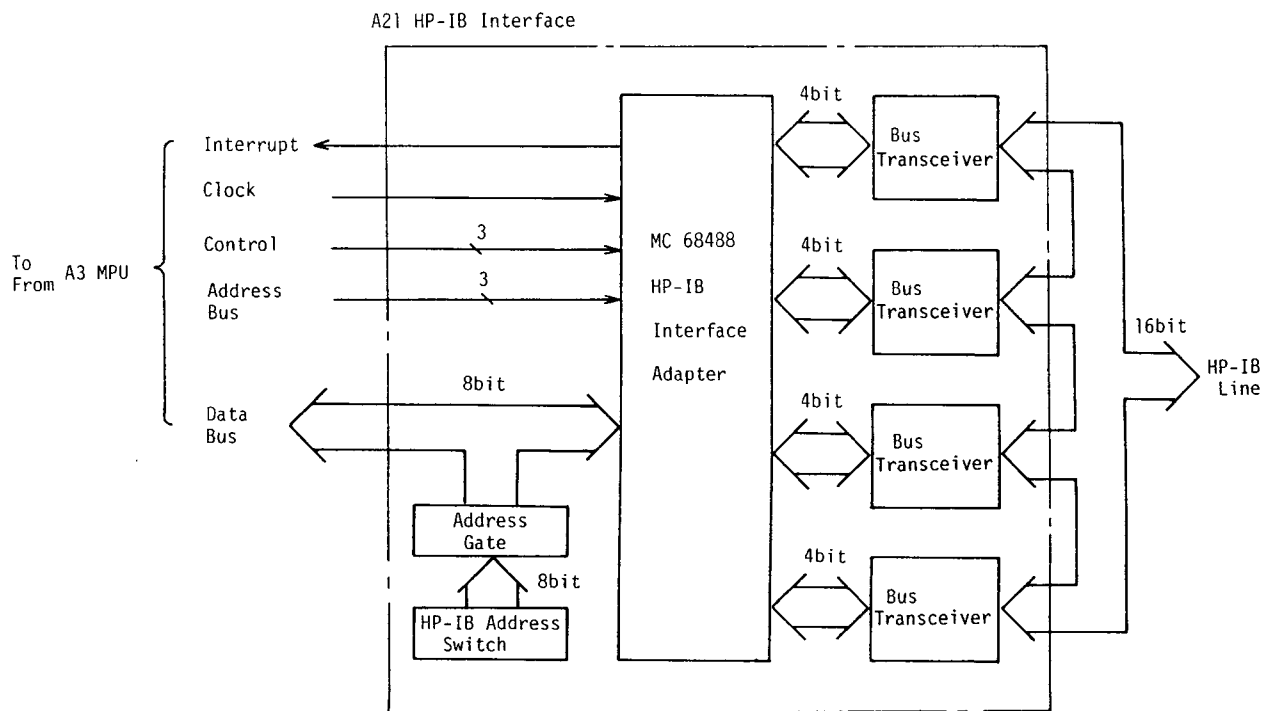 A21 HP-IB Interface
To
From A3 MPU
Interrupt
Clock
Control
3
Address
Bus
3
Data
Bus
8bit
Address
Gate
8bit
HP-IB Address
Switch
MC 68488
HP-IB
Interface
Adapter
4bit
Bus
Transceiver
4bit
Bus
Transceiver
4bit
Bus
Transceiver
4bit
Bus
Transceiver
16bit
HP-IB
Line